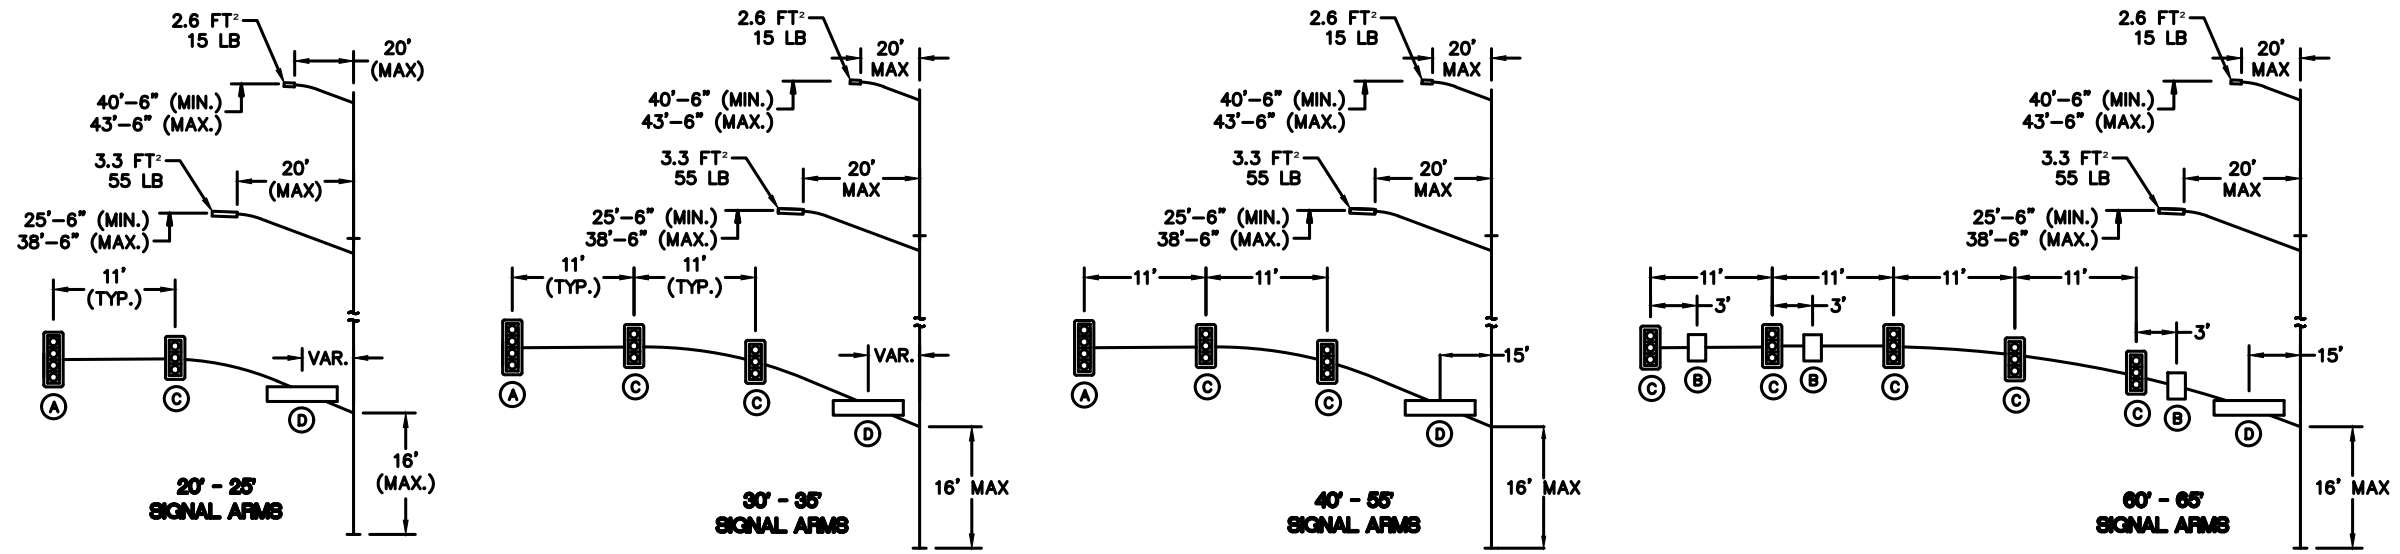 2.6 FT²
15 LB
20'
(MAX)
40'-6" (MIN.)
43'-6" (MAX.)
3.3 FT²
55 LB
20'
(MAX)
25'-6" (MIN.)
38'-6" (MAX.)
11'
(TYP.)
VAR.
A
C
D
16'
(MAX.)
20' - 25'
SIGNAL ARMS
2.6 FT²
15 LB
20'
MAX
40'-6" (MIN.)
43'-6" (MAX.)
3.3 FT²
55 LB
20'
MAX
25'-6" (MIN.)
38'-6" (MAX.)
11'
(TYP.)
11'
(TYP.)
VAR.
A
C
C
D
16' MAX
30' - 35'
SIGNAL ARMS
2.6 FT²
15 LB
20'
MAX
40'-6" (MIN.)
43'-6" (MAX.)
3.3 FT²
55 LB
20'
MAX
25'-6" (MIN.)
38'-6" (MAX.)
11'
11'
15'
A
C
C
D
16' MAX
40' - 55'
SIGNAL ARMS
2.6 FT²
15 LB
20'
MAX
40'-6" (MIN.)
43'-6" (MAX.)
3.3 FT²
55 LB
20'
MAX
25'-6" (MIN.)
38'-6" (MAX.)
11'
11'
11'
11'
3'
3'
3'
15'
C
B
C
B
C
C
C
B
D
16' MAX
60' - 65'
SIGNAL ARMS